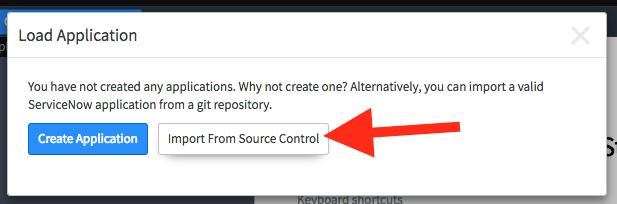 Load Application
You have not created any applications. Why not create one? Alternatively, you can import a valid
ServiceNow application from a git repository.
Create Application
Import From Source Control
Keyboard shortcuts